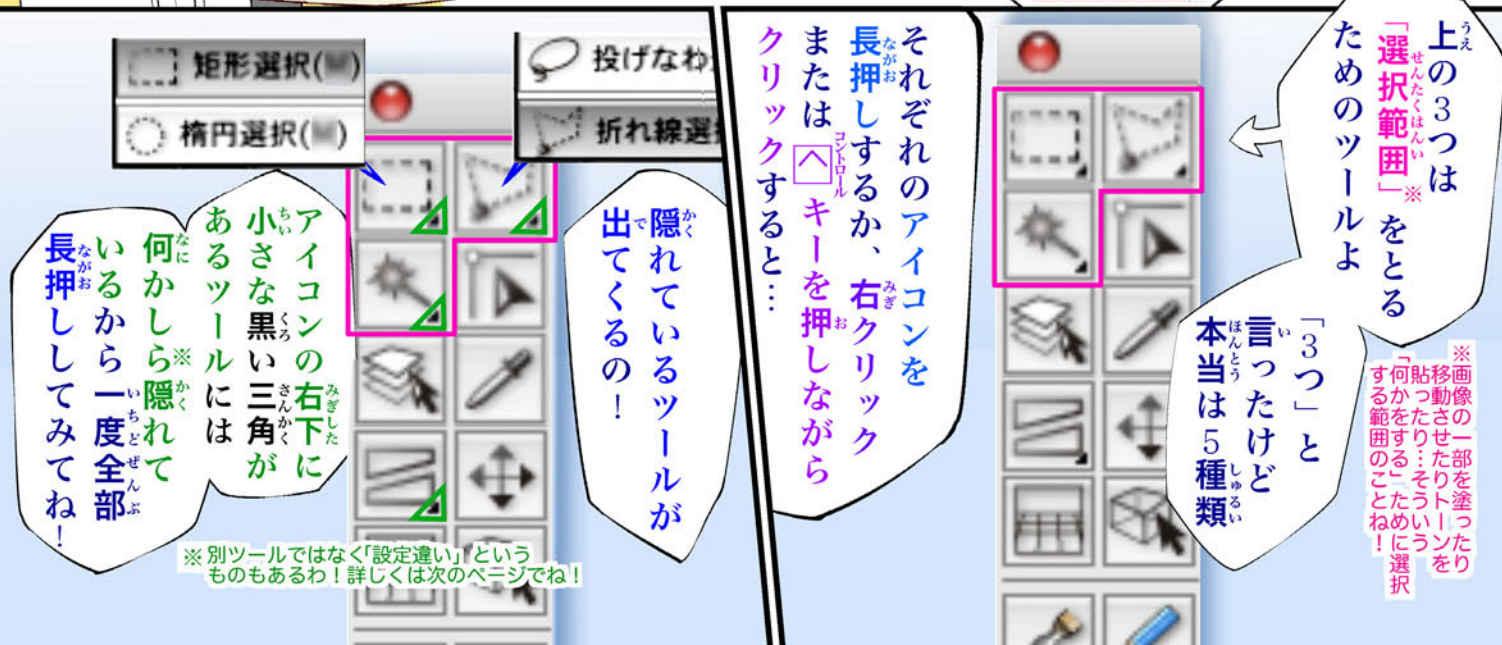 上の3つは
「選択範囲」※をとる
ためのツールよ
「3つ」と
言ったけど
本当は5種類
※画像の一部を塗ったり
移動させたりトーンを
貼ったり…そういう
「何かをする」ために選択
する範囲のことね！
それぞれのアイコンを
長押しするか、右クリック
または[ヘ]キーを押しながら
クリックすると…
投げなわ
折れ線選
矩形選択(
楕円選択(
隠れているツールが
出てくるの！
アイコンの右下に
小さな黒い三角が
あるツールには
何かしら※隠れて
いるから一度全部
長押ししてみてね！
※別ツールではなく「設定違い」という
ものもあるわ！詳しくは次のページでね！